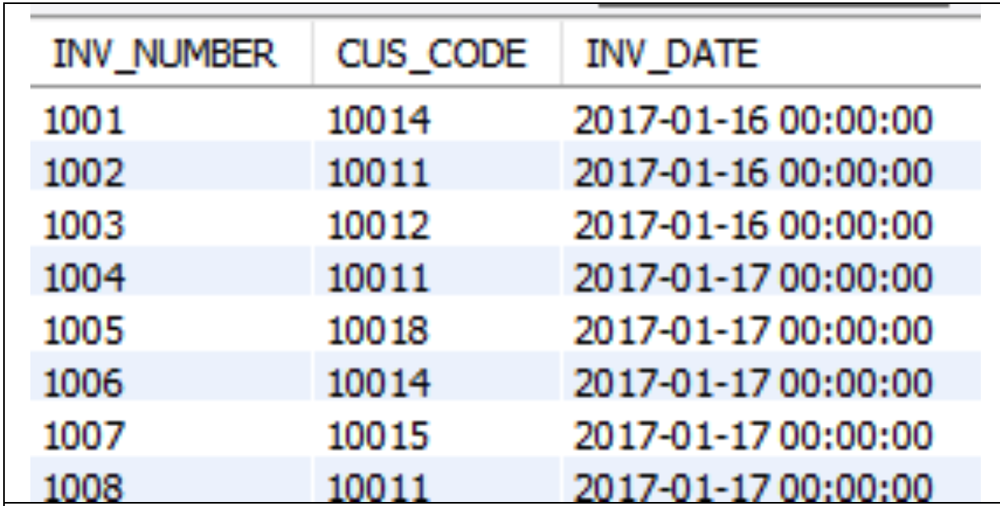 INV_NUMBER CUS_CODE INV_DATE
1001 10014 2017-01-16 00:00:00
1002 10011 2017-01-16 00:00:00
1003 10012 2017-01-16 00:00:00
1004 10011 2017-01-17 00:00:00
1005 10018 2017-01-17 00:00:00
1006 10014 2017-01-17 00:00:00
1007 10015 2017-01-17 00:00:00
1008 10011 2017-01-17 00:00:00